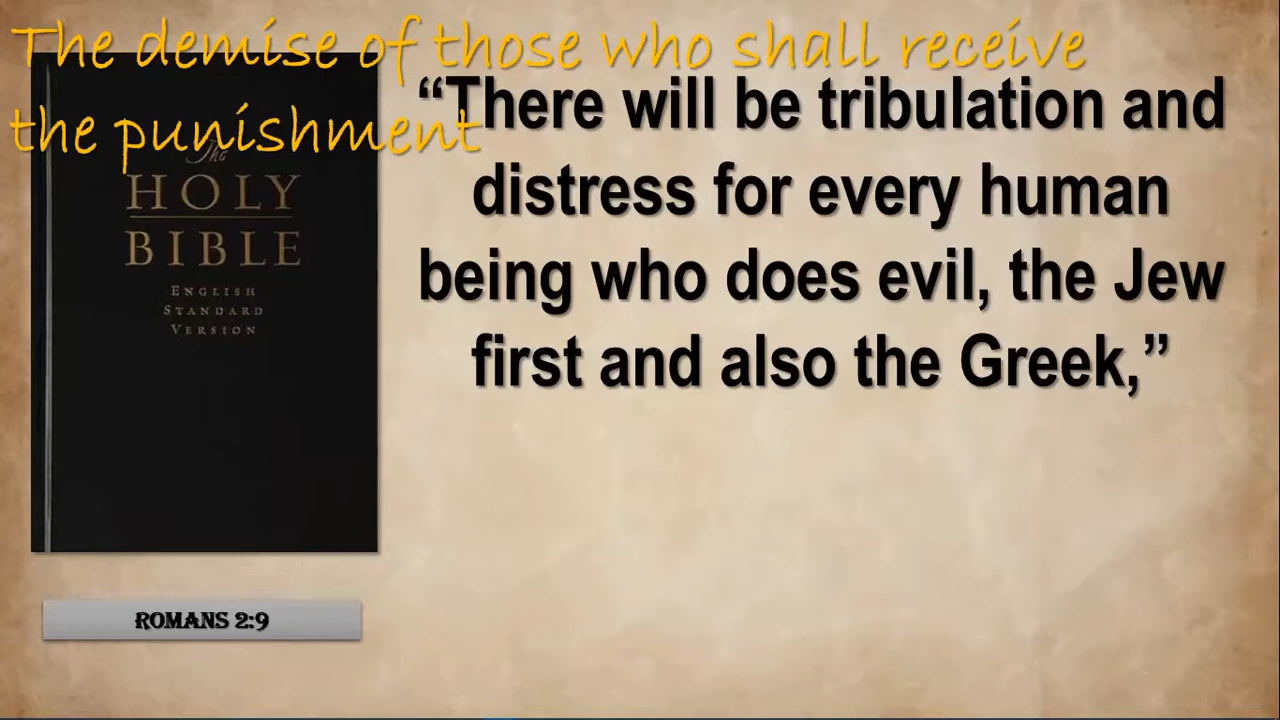 The demise of those who shall receive
the punishment
“There will be tribulation and
distress for every human
being who does evil, the Jew
first and also the Greek,”
The
HOLY
BIBLE
ENGLISH
STANDARD
VERSION
ROMANS 2:9